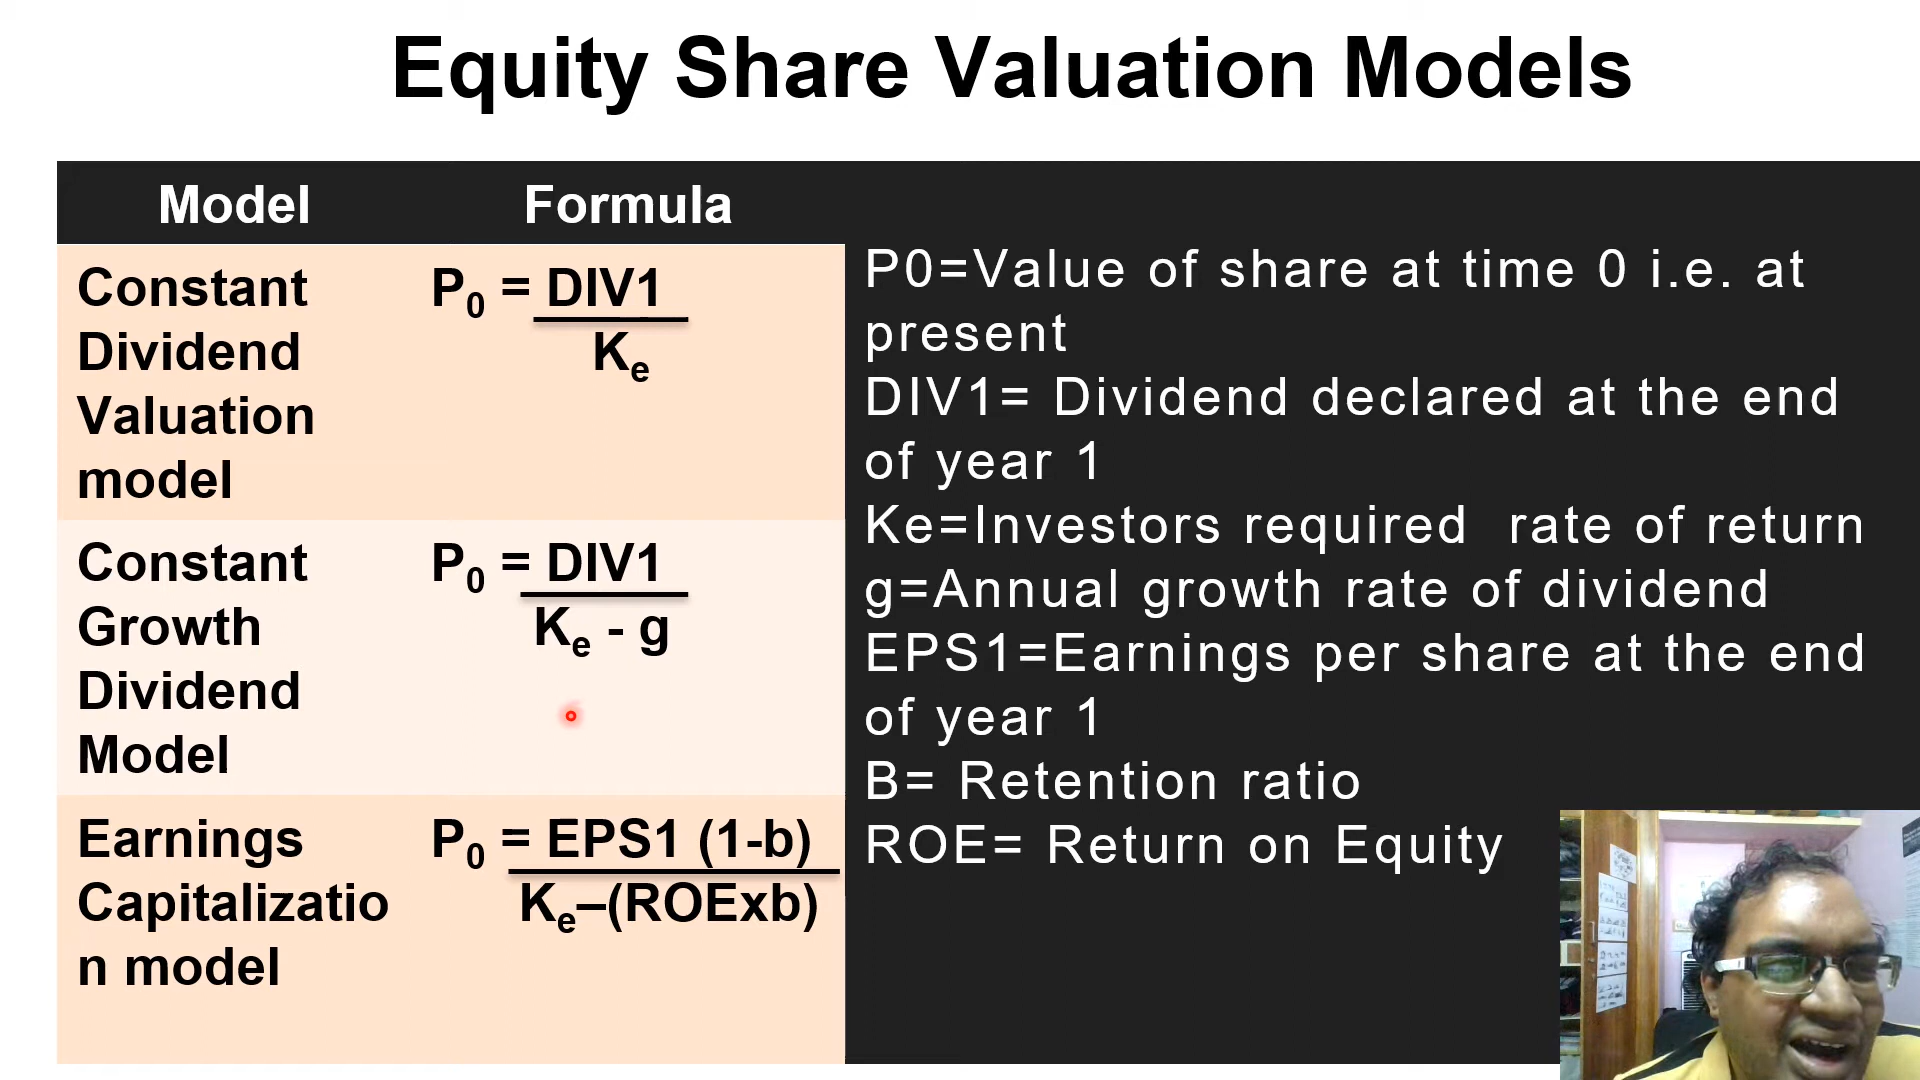 Equity Share Valuation Models
Model Formula
Constant
Dividend
Valuation
model
P₀ = DIV1
Kₑ
Constant
Growth
Dividend
Model
P₀ = DIV1
Kₑ - g
Earnings
Capitalizatio
n model
P₀ = EPS1 (1-b)
Kₑ–(ROExb)
P0=Value of share at time 0 i.e. at
present
DIV1= Dividend declared at the end
of year 1
Ke=Investors required  rate of return
g=Annual growth rate of dividend
EPS1=Earnings per share at the end
of year 1
B= Retention ratio
ROE= Return on Equity